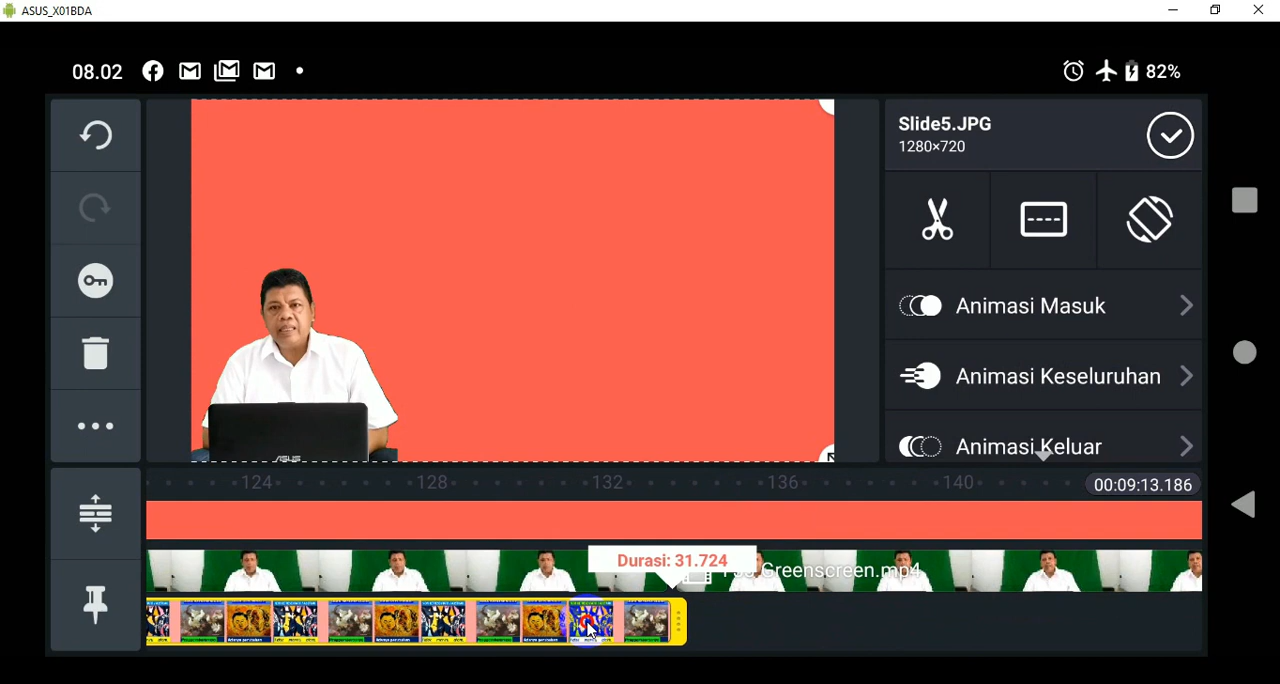 ASUS_X01BDA
08.02
82%
Slide5.JPG
1280×720
Animasi Masuk
Animasi Keseluruhan
Animasi Keluar
ASUS
124
128
132
136
140
00:09:13.186
Durasi: 31.724
Greenscreen.mp4